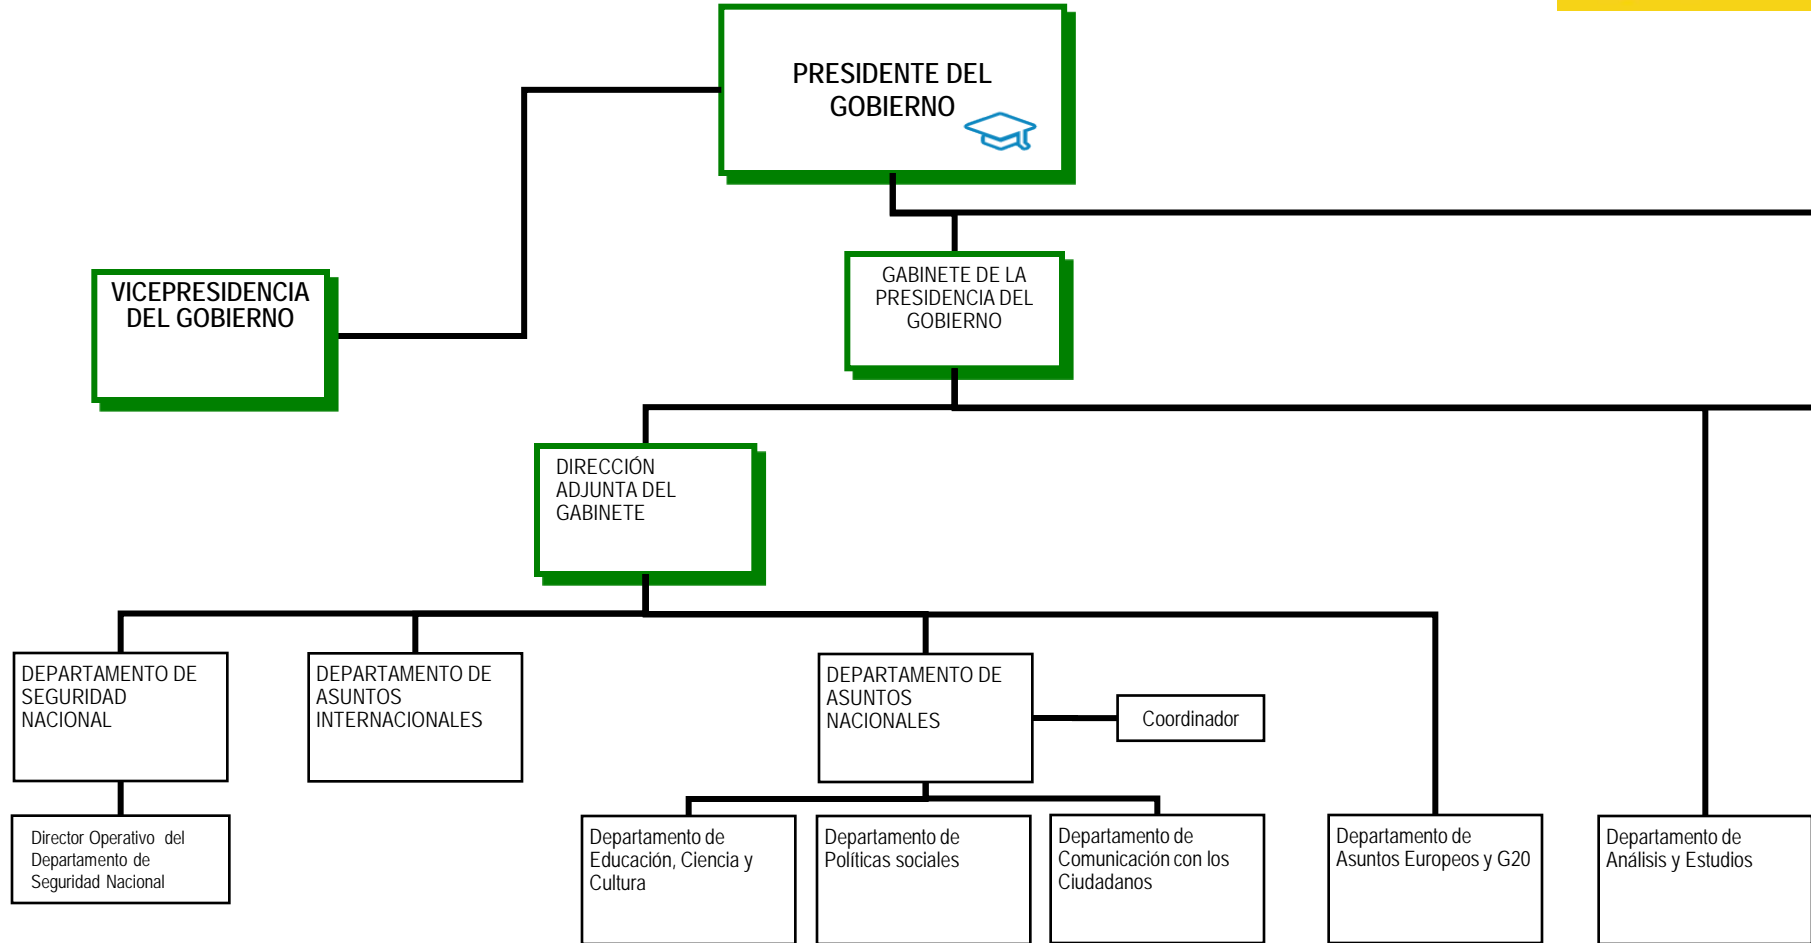 PRESIDENTE DEL
GOBIERNO
VICEPRESIDENCIA
DEL GOBIERNO
GABINETE DE LA
PRESIDENCIA DEL
GOBIERNO
DIRECCIÓN
ADJUNTA DEL
GABINETE
DEPARTAMENTO DE
SEGURIDAD
NACIONAL
DEPARTAMENTO DE
ASUNTOS
INTERNACIONALES
DEPARTAMENTO DE
ASUNTOS
NACIONALES
Coordinador
Director Operativo del
Departamento de
Seguridad Nacional
Departamento de
Educación, Ciencia y
Cultura
Departamento de
Políticas sociales
Departamento de
Comunicación con los
Ciudadanos
Departamento de
Asuntos Europeos y G20
Departamento de
Análisis y Estudios